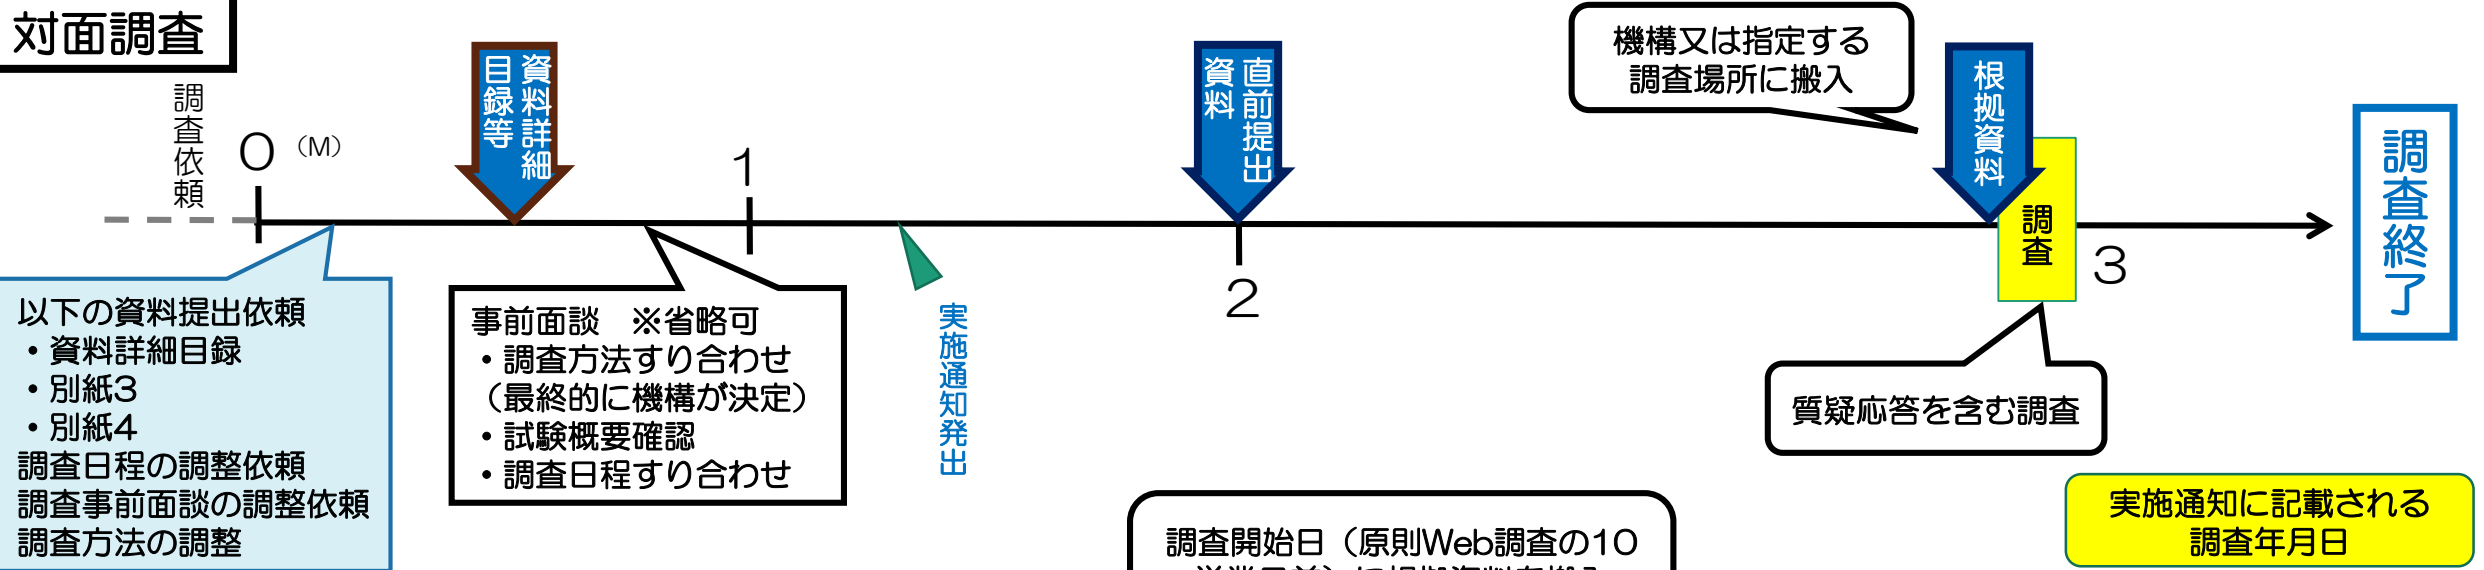 対面調査
調査依頼
0 (M)
資料詳細
目録等
1
直前提出
資料
2
機構又は指定する
調査場所に搬入
根拠資料
調査
3
調査終了
以下の資料提出依頼
・資料詳細目録
・別紙3
・別紙4
調査日程の調整依頼
調査事前面談の調整依頼
調査方法の調整
事前面談　※省略可
・調査方法すり合わせ
（最終的に機構が決定）
・試験概要確認
・調査日程すり合わせ
実施通知発出
質疑応答を含む調査
実施通知に記載される
調査年月日
調査開始日（原則Web調査の10